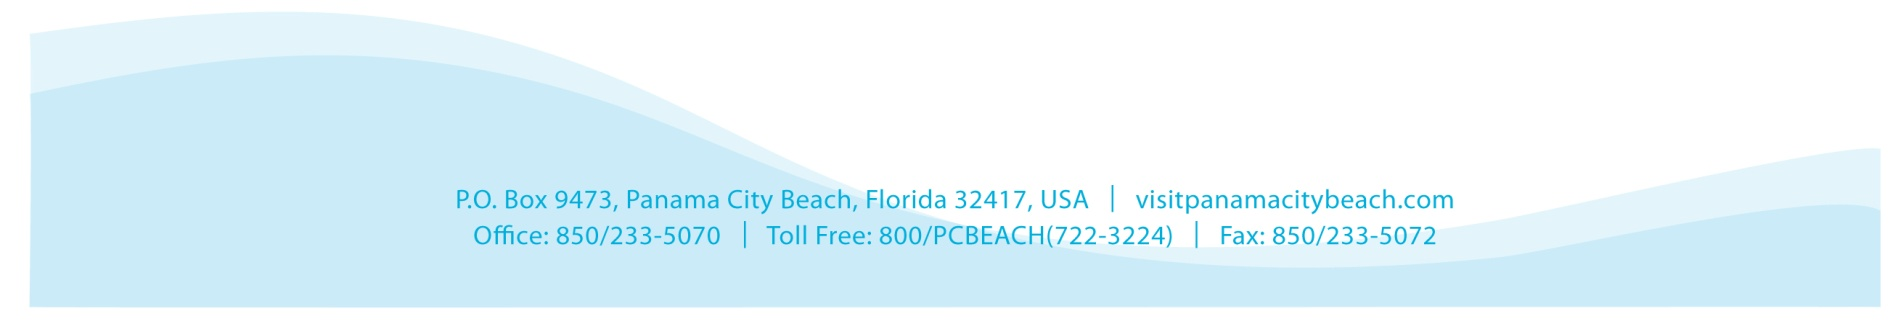 P.O. Box 9473, Panama City Beach, Florida 32417, USA | visitpanamacitybeach.com
Office: 850/233-5070 | Toll Free: 800/PCBEACH(722-3224) | Fax: 850/233-5072